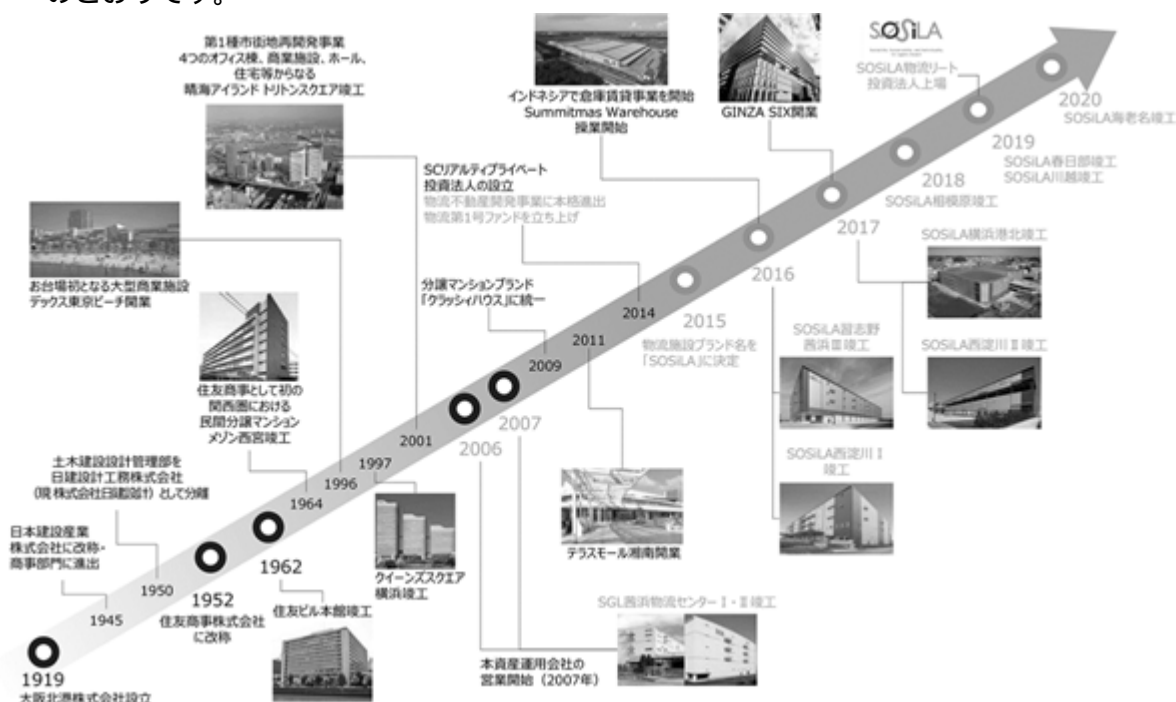 のとおりです。
第1種市街地再開発事業
4つのオフィス棟、商業施設、ホール、
住宅等からなる
晴海アイランド トリトンスクエア竣工
インドネシアで倉庫賃貸事業を開始
Summitmas Warehouse
操業開始
GINZA SIX開業
SOSiLA
SOSiLA物流リート
投資法人上場
2020
SOSiLA海老名竣工
2019
SOSiLA春日部竣工
SOSiLA川越竣工
2018
SOSiLA相模原竣工
2017
SOSiLA横浜港北竣工
SOSiLA西淀川Ⅱ竣工
2016
SOSiLA習志野
茜浜Ⅲ竣工
SOSiLA西淀川Ⅰ
竣工
2015
物流施設ブランド名を
「SOSiLA」に決定
SCリアルティプライベート
投資法人の設立
物流不動産開発事業に本格進出
物流第1号ファンドを立ち上げ
2014
2011
テラスモール湘南開業
分譲マンションブランド
「クラッシィハウス」に統一
2009
2007
2006
SGL茜浜物流センターⅠ・Ⅱ竣工
本資産運用会社の
営業開始（2007年）
2001
お台場初となる大型商業施設
デックス東京ビーチ開業
1997
クイーンズスクエア
横浜竣工
1996
住友商事として初の
関西圏における
民間分譲マンション
メゾン西宮竣工
1964
1962
住友ビル本館竣工
土木建設設計管理部を
日建設計工務株式会社
（現 株式会社日建設計）として分離
1952
住友商事株式会社
に改称
1950
日本建設産業
株式会社に改称・
商事部門に進出
1945
1919
大阪北港株式会社設立